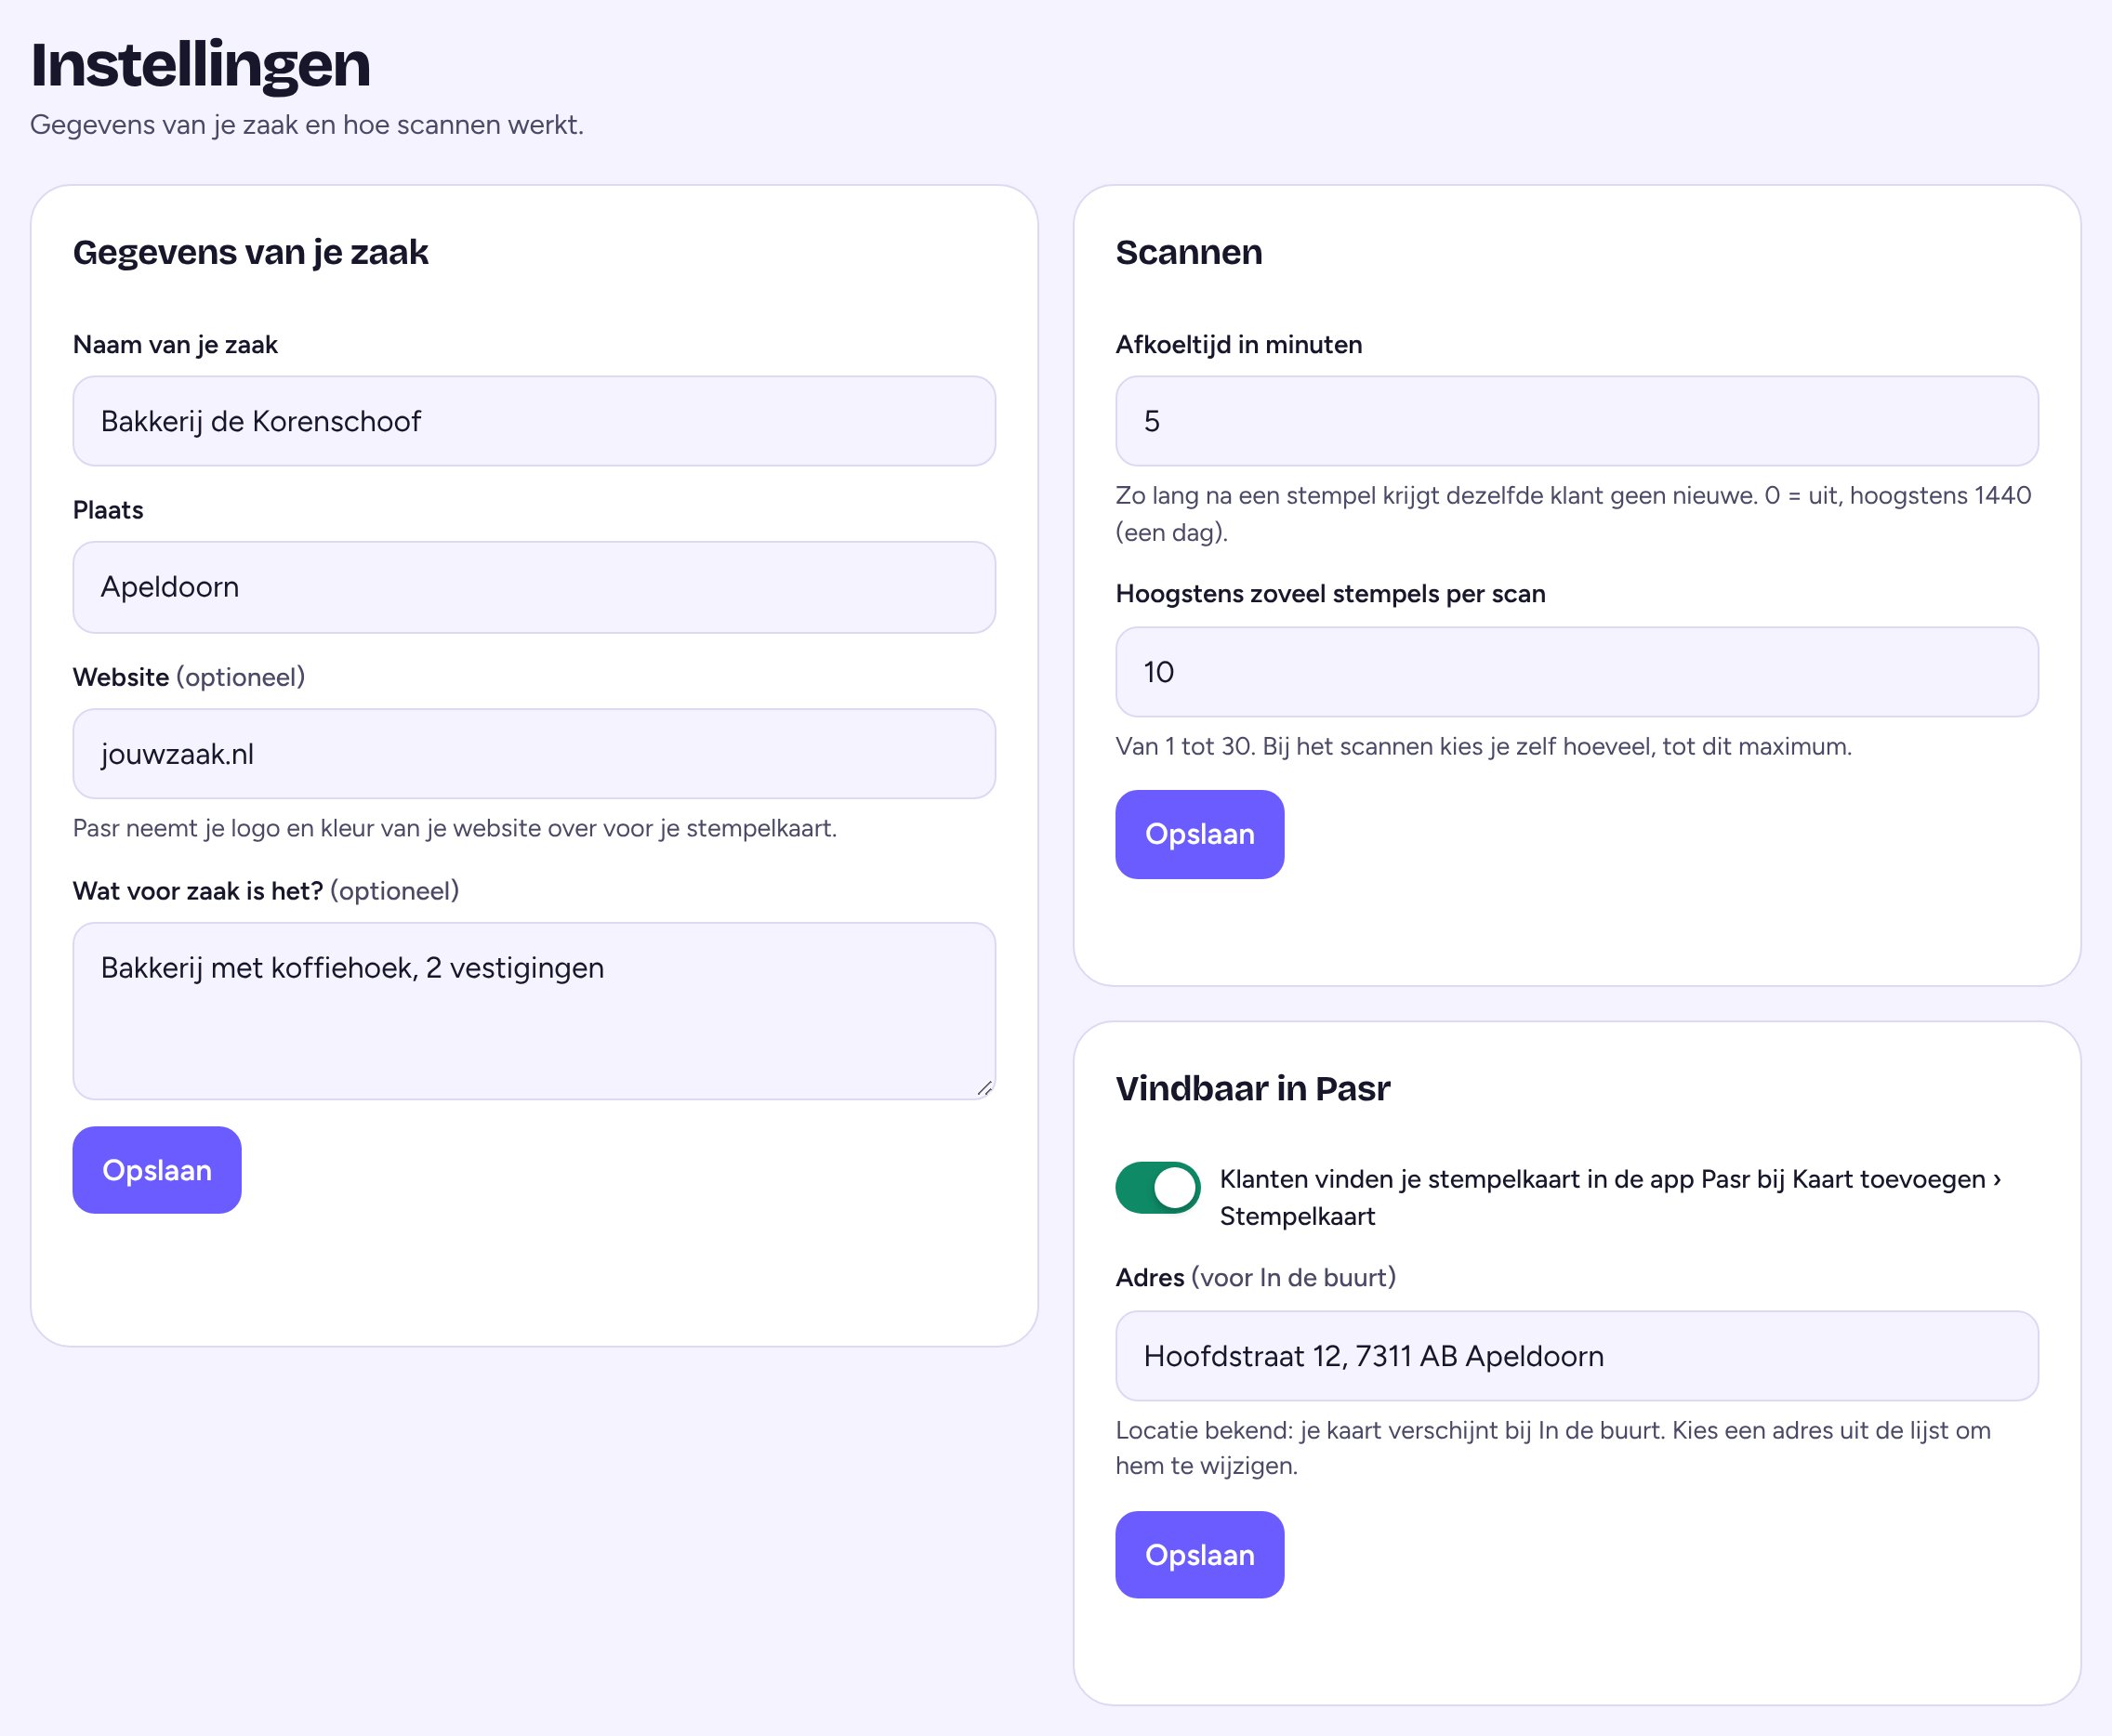 Instellingen
Gegevens van je zaak en hoe scannen werkt.
Gegevens van je zaak
Naam van je zaak
Bakkerij de Korenschoof
Plaats
Apeldoorn
Website (optioneel)
jouwzaak.nl
Pasr neemt je logo en kleur van je website over voor je stempelkaart.
Wat voor zaak is het? (optioneel)
Bakkerij met koffiehoek, 2 vestigingen
Opslaan
Scannen
Afkoeltijd in minuten
5
Zo lang na een stempel krijgt dezelfde klant geen nieuwe. 0 = uit, hoogstens 1440
(een dag).
Hoogstens zoveel stempels per scan
10
Van 1 tot 30. Bij het scannen kies je zelf hoeveel, tot dit maximum.
Opslaan
Vindbaar in Pasr
Klanten vinden je stempelkaart in de app Pasr bij Kaart toevoegen ›
Stempelkaart
Adres (voor In de buurt)
Hoofdstraat 12, 7311 AB Apeldoorn
Locatie bekend: je kaart verschijnt bij In de buurt. Kies een adres uit de lijst om
hem te wijzigen.
Opslaan